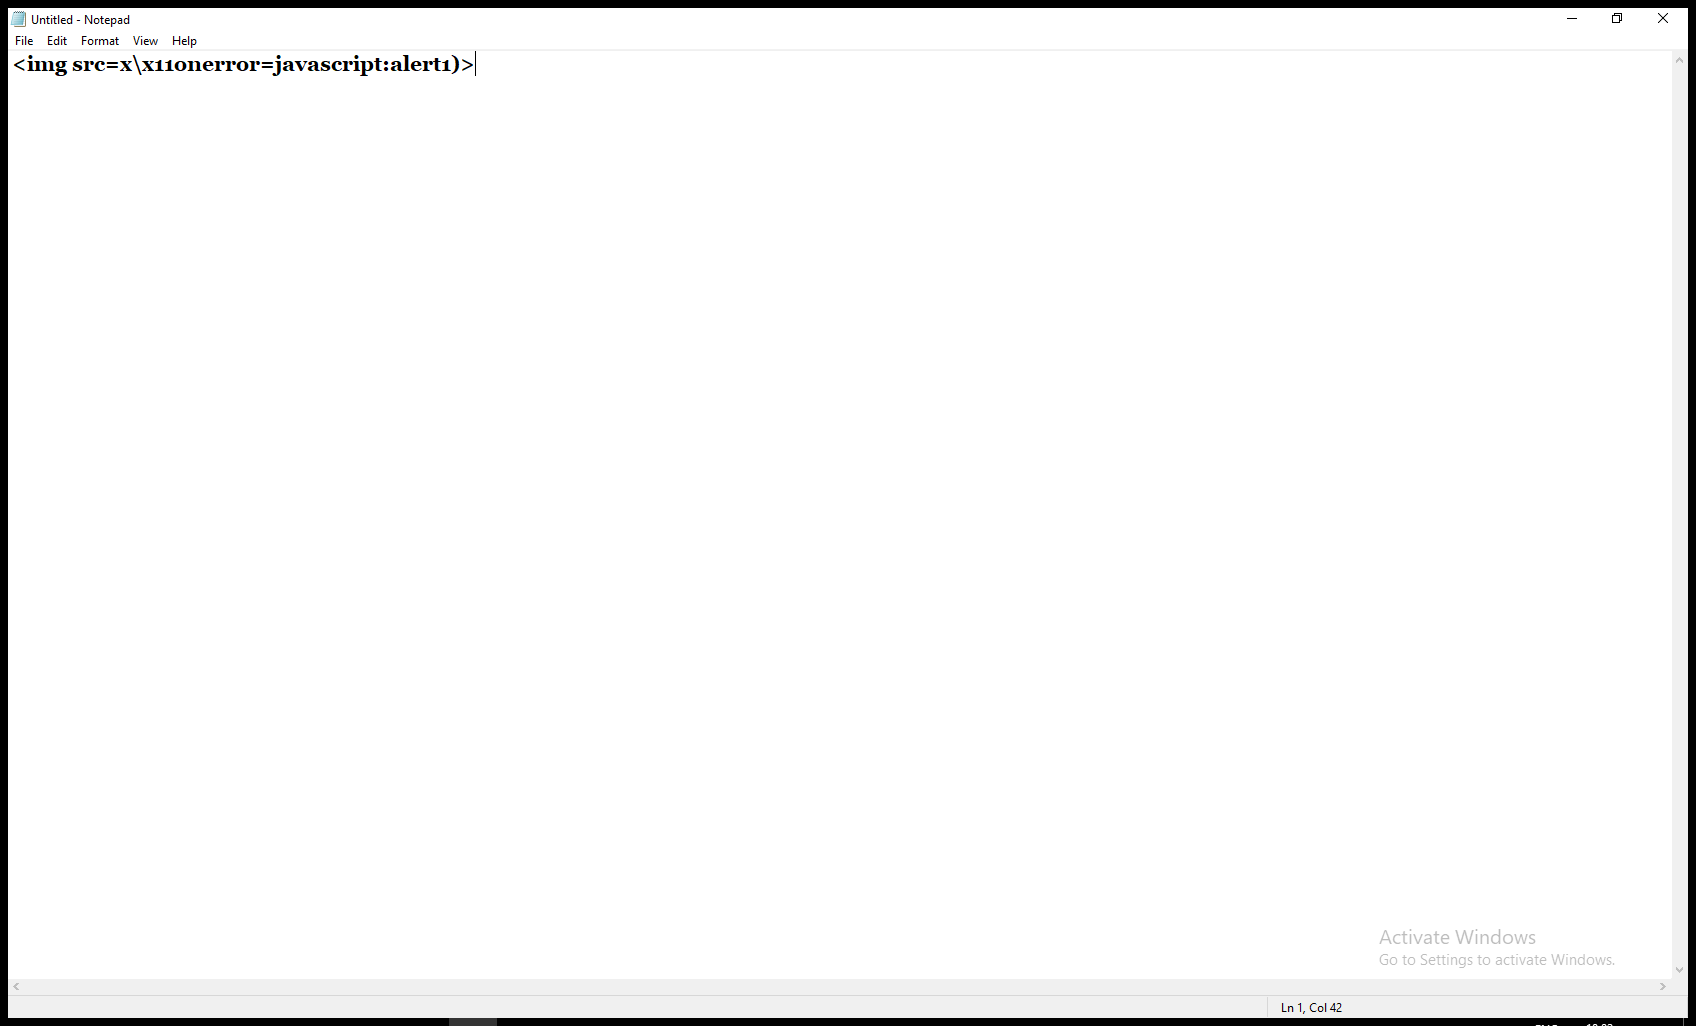 Untitled - Notepad
File Edit Format View Help
<img src=x\x11onerror=javascript:alert1)>
Activate Windows
Go to Settings to activate Windows.
Ln 1, Col 42